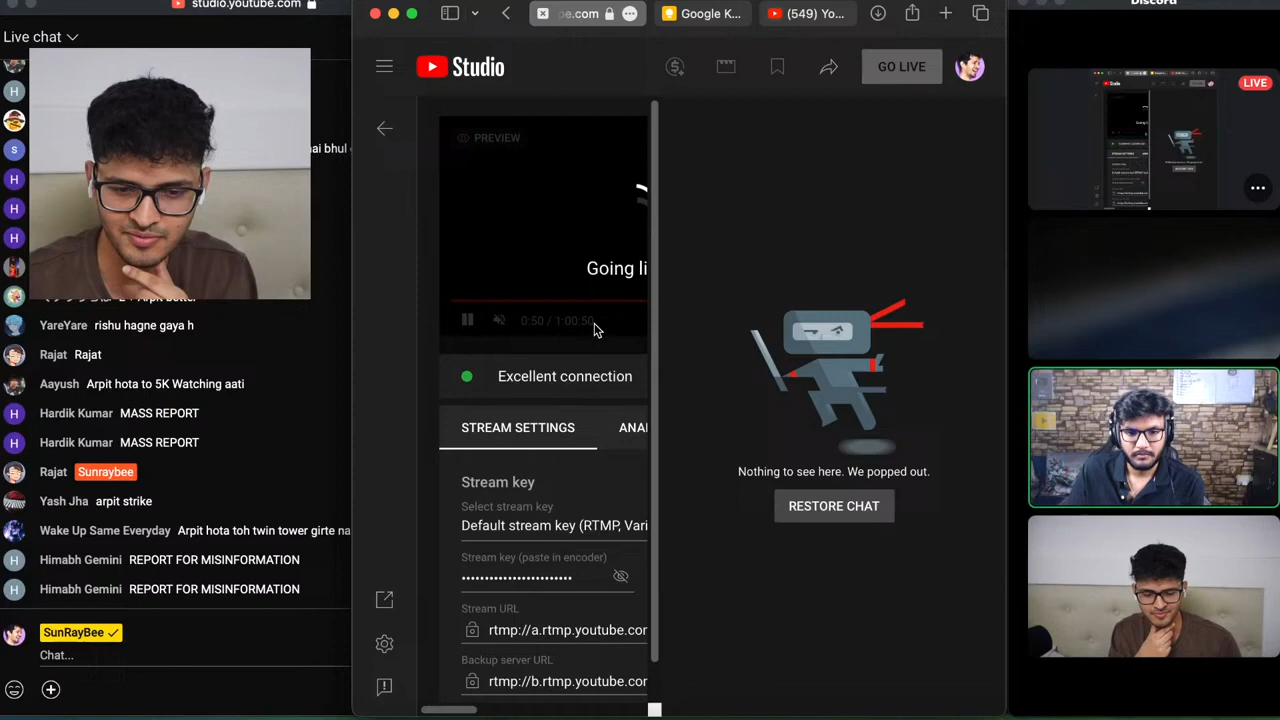 stream.youtube.com
Discord
pe.com
Google K...
(549) Yo...
Live chat
Studio
GO LIVE
LIVE
PREVIEW
Going li
0:50 / 1:00:50
YareYare rishu hagne gaya h
Rajat Rajat
Aayush Arpit hota to 5K Watching aati
Hardik Kumar MASS REPORT
Hardik Kumar MASS REPORT
Rajat Sunraybee
Yash Jha arpit strike
Wake Up Same Everyday Arpit hota toh twin tower girte na
Himabh Gemini REPORT FOR MISINFORMATION
Himabh Gemini REPORT FOR MISINFORMATION
SunRayBee
Chat...
Excellent connection
STREAM SETTINGS
ANA
Stream key
Select stream key
Default stream key (RTMP, Vari
Stream key (paste in encoder)
Stream URL
rtmp://a.rtmp.youtube.cor
Backup server URL
rtmp://b.rtmp.youtube.cor
Nothing to see here. We popped out.
RESTORE CHAT